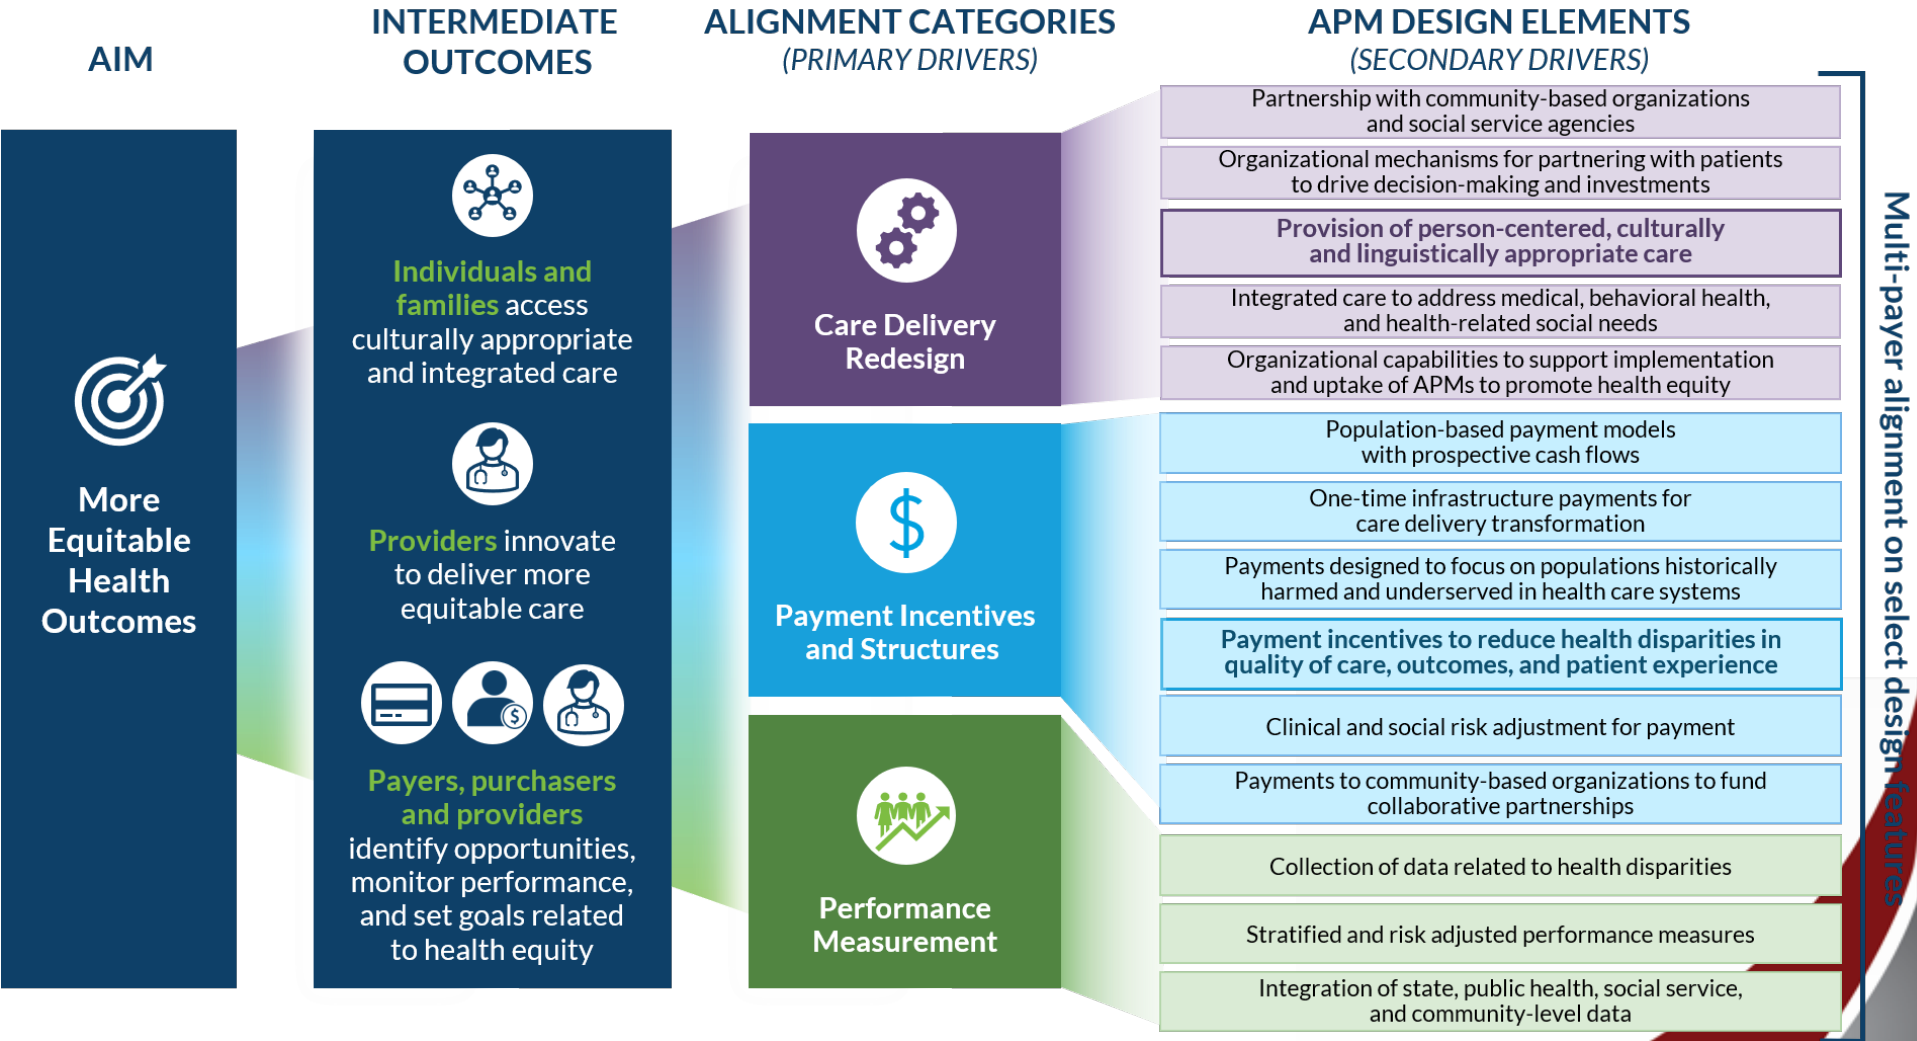 AIM
INTERMEDIATE
OUTCOMES
ALIGNMENT CATEGORIES
(PRIMARY DRIVERS)
APM DESIGN ELEMENTS
(SECONDARY DRIVERS)
More
Equitable
Health
Outcomes
Individuals and
families access
culturally appropriate
and integrated care
Providers innovate
to deliver more
equitable care
$
Payers, purchasers
and providers
identify opportunities,
monitor performance,
and set goals related
to health equity
Care Delivery
Redesign
$
Payment Incentives
and Structures
Performance
Measurement
Partnership with community-based organizations
and social service agencies
Organizational mechanisms for partnering with patients
to drive decision-making and investments
Provision of person-centered, culturally
and linguistically appropriate care
Integrated care to address medical, behavioral health,
and health-related social needs
Organizational capabilities to support implementation
and uptake of APMs to promote health equity
Population-based payment models
with prospective cash flows
One-time infrastructure payments for
care delivery transformation
Payments designed to focus on populations historically
harmed and underserved in health care systems
Payment incentives to reduce health disparities in
quality of care, outcomes, and patient experience
Clinical and social risk adjustment for payment
Payments to community-based organizations to fund
collaborative partnerships
Collection of data related to health disparities
Stratified and risk adjusted performance measures
Integration of state, public health, social service,
and community-level data
Multi-payer alignment on select design features